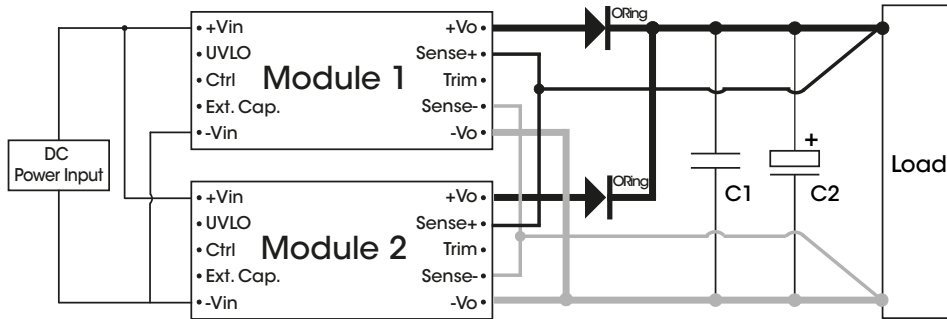 +Vin
UVLO
Ctrl
Ext. Cap.
-Vin
Module 1
+Vo
Sense+
Trim
Sense-
-Vo
ORing
DC
Power Input
+Vin
UVLO
Ctrl
Ext. Cap.
-Vin
Module 2
+Vo
Sense+
Trim
Sense-
-Vo
ORing
C1
+
C2
Load